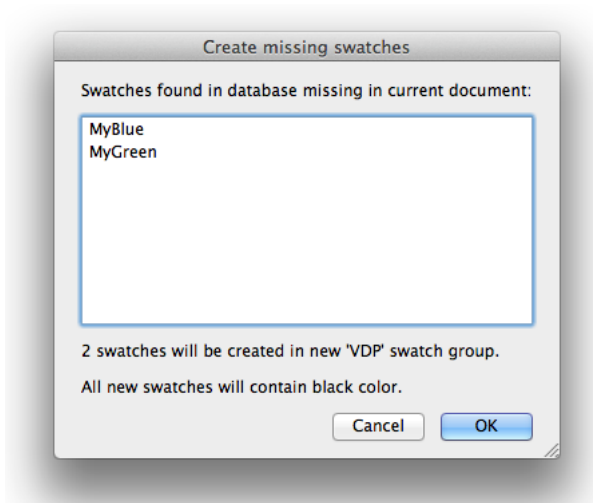 Create missing swatches
Swatches found in database missing in current document:
MyBlue
MyGreen
2 swatches will be created in new 'VDP' swatch group.
All new swatches will contain black color.
Cancel
OK